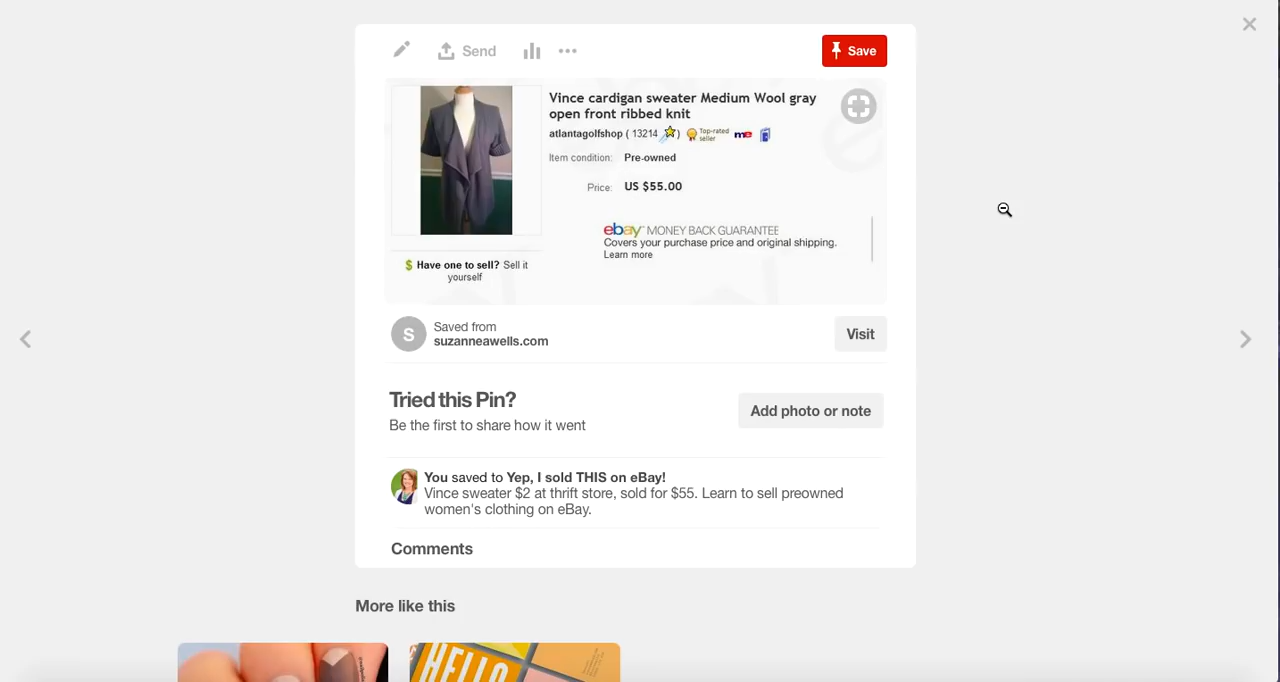 Send
Save
Vince cardigan sweater Medium Wool gray
open front ribbed knit
atlantagolfshop ( 13214 )
Top-rated
seller
me
Item condition: Pre-owned
Price: US $55.00
ebay MONEY BACK GUARANTEE
Covers your purchase price and original shipping.
Learn more
$ Have one to sell? Sell it
yourself
S
Saved from
suzanneawells.com
Visit
Tried this Pin?
Be the first to share how it went
Add photo or note
You saved to Yep, I sold THIS on eBay!
Vince sweater $2 at thrift store, sold for $55. Learn to sell preowned
women's clothing on eBay.
Comments
More like this
HELLO